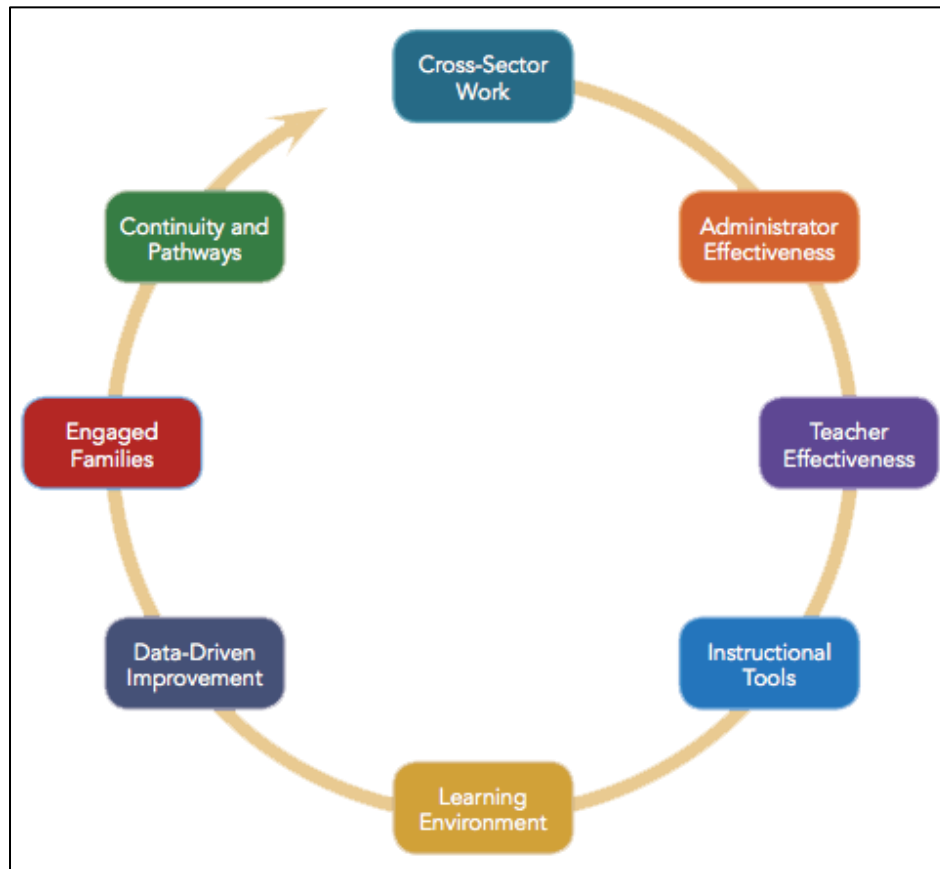 Cross-Sector
Work
Administrator
Effectiveness
Teacher
Effectiveness
Instructional
Tools
Learning
Environment
Data-Driven
Improvement
Engaged
Families
Continuity and
Pathways